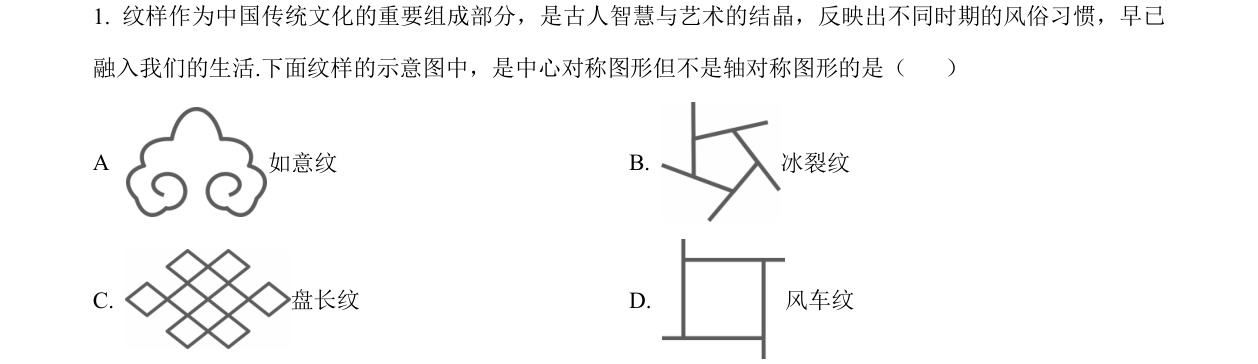 1. 纹样作为中国传统文化的重要组成部分，是古人智慧与艺术的结晶，反映出不同时期的风俗习惯，早已
融入我们的生活.下面纹样的示意图中，是中心对称图形但不是轴对称图形的是（　　）
A 如意纹
B. 冰裂纹
C. 盘长纹
D. 风车纹